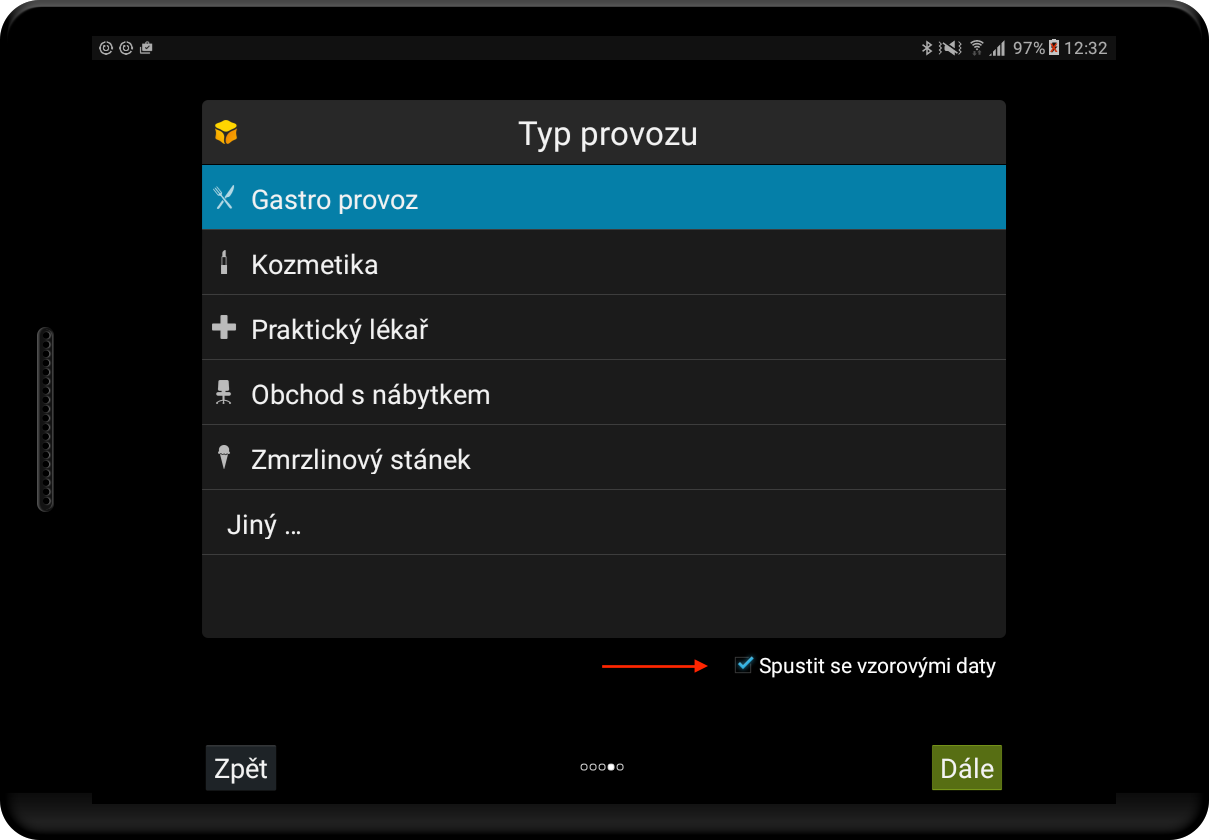 97% 12:32
Typ provozu
Gastro provoz
Kozmetika
Praktický lékař
Obchod s nábytkem
Zmrzlinový stánek
Jiný ...
Spustit se vzorovými daty
Zpět
Dále